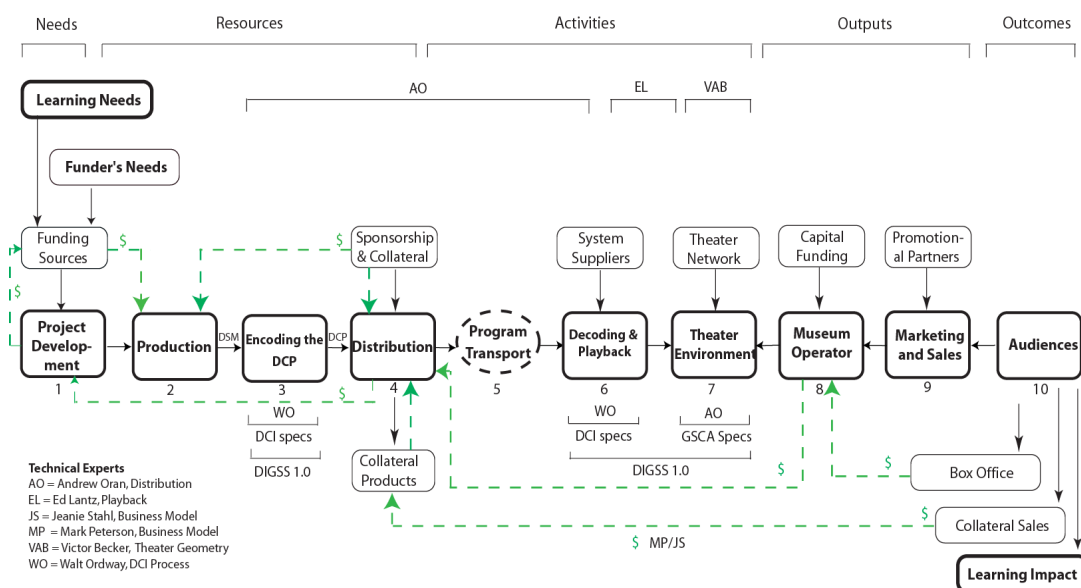 Needs
Resources
Activities
Outputs
Outcomes
AO
EL
VAB
Learning Needs
Funder's Needs
Funding
Sources
$
$
Sponsorship
& Collateral
$
System
Suppliers
Theater
Network
Capital
Funding
Promotion-
al Partners
$
Project
Develop-
ment
Production
DSM
Encoding the
DCP
DCP
Distribution
Program
Transport
Decoding &
Playback
Theater
Environment
Museum
Operator
Marketing
and Sales
Audiences
1
2
3
4
5
6
7
8
9
10
$
WO
DCI specs
DIGSS 1.0
WO
DCI specs
AO
GSCA Specs
DIGSS 1.0
Collateral
Products
$
$
Box Office
$
Collateral Sales
$ MP/JS
Learning Impact
Technical Experts
AO = Andrew Oran, Distribution
EL = Ed Lantz, Playback
JS = Jeanie Stahl, Business Model
MP = Mark Peterson, Business Model
VAB = Victor Becker, Theater Geometry
WO = Walt Ordway, DCI Process